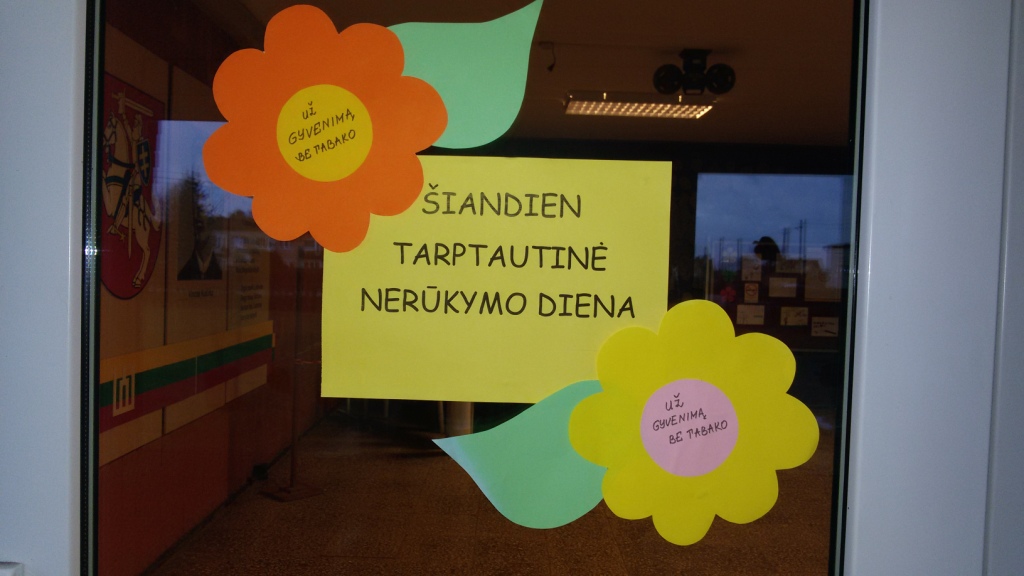 UŽ
GYVENIMĄ
BE TABAKO
ŠIANDIEN
TARPTAUTINĖ
NERŪKYMO DIENA
UŽ
GYVENIMĄ
BE TABAKO